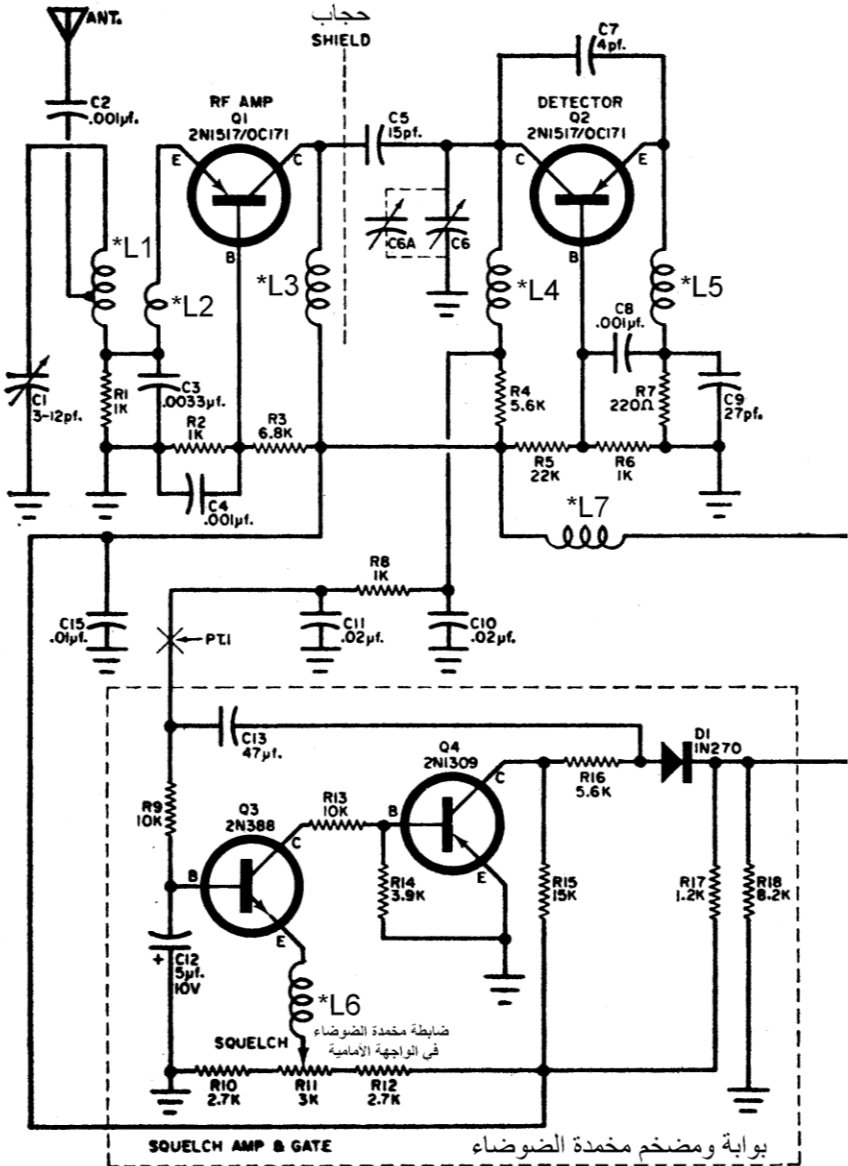 ANT.
حجاب
SHIELD
C7
4pf.
C2
.001µf.
RF AMP
Q1
2N1517/OC171
C5
15pf.
DETECTOR
Q2
2N1517/OC171
E
C
C
E
C6A
C6
B
B
*L1
*L2
*L3
*L4
*L5
C8
.001µf.
C1
3-12pf.
R1
1K
C3
.0033µf.
R2
1K
R3
6.8K
R4
5.6K
R7
220Ω
C9
27pf.
R5
22K
R6
1K
C4
.001µf.
*L7
R8
1K
C15
.01µf.
PT.1
C11
.02µf.
C10
.02µf.
C13
47µf.
Q4
2N1309
D1
1N270
C
R16
5.6K
R9
10K
Q3
2N388
R13
10K
B
C
B
R14
3.9K
E
R15
15K
R17
1.2K
R18
8.2K
E
+ C12
5µf.
10V
*L6
ضابطة مخمدة الضوضاء
في الواجهة الأمامية
SQUELCH
R10
2.7K
R11
3K
R12
2.7K
SQUELCH AMP & GATE
بوابة ومضخم مخمدة الضوضاء